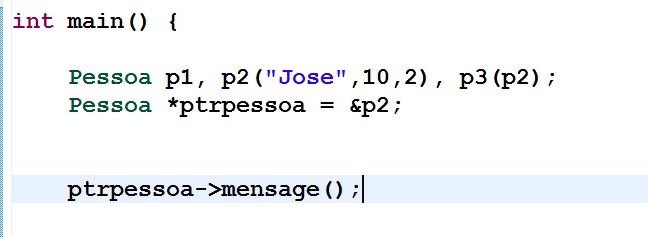 int main() {
Pessoa p1, p2("Jose",10,2), p3(p2);
Pessoa *ptrpessoa = &p2;
ptrpessoa->mensage();